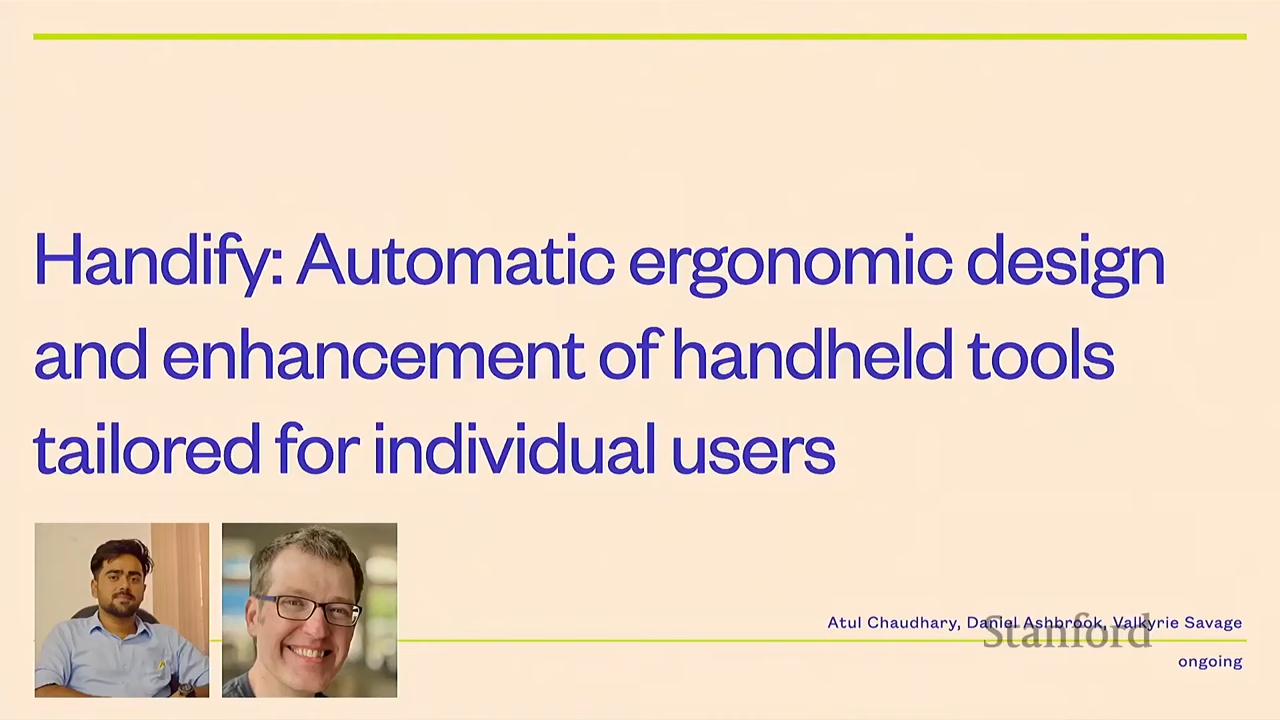 Handify: Automatic ergonomic design
and enhancement of handheld tools
tailored for individual users
Atul Chaudhary, Daniel Ashbrook, Valkyrie Savage
Stanford
ongoing